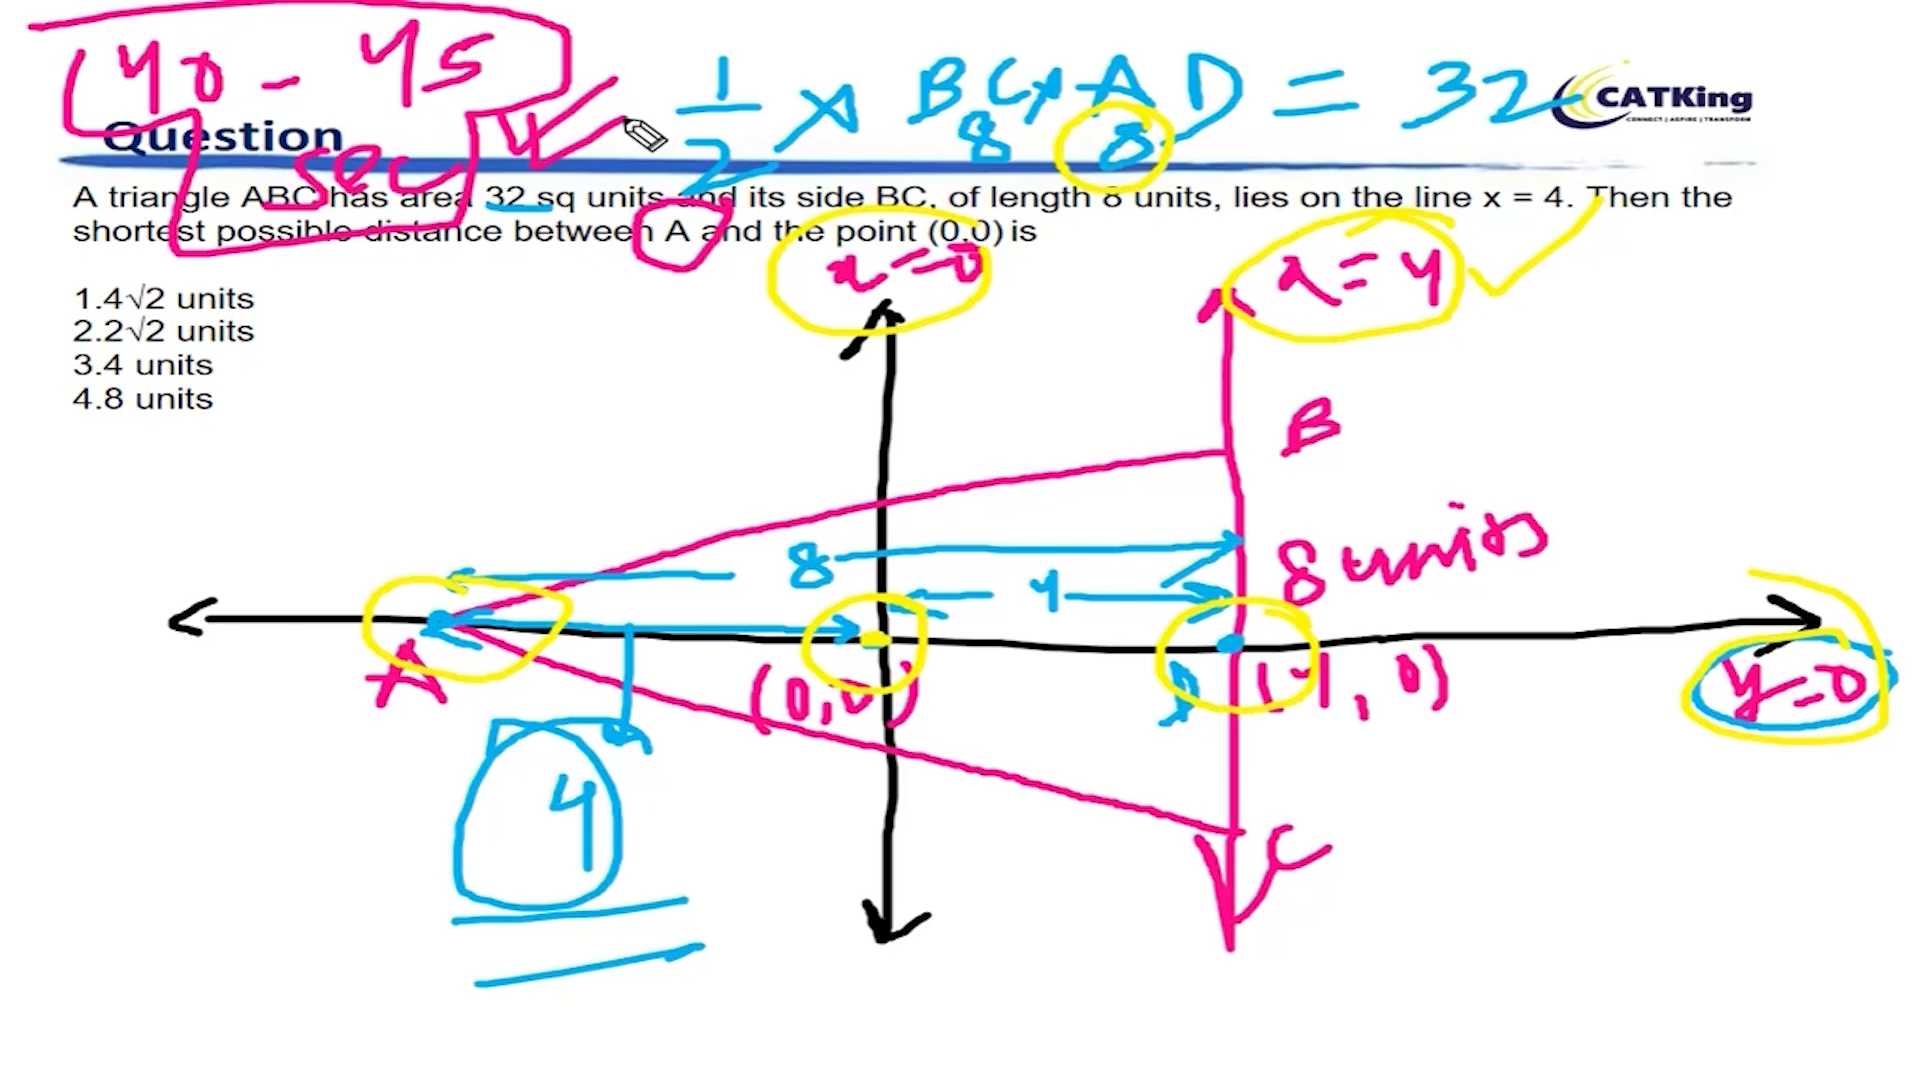 40 - 45
sec
1/2 × BC × AD = 32
8 8
CATKing
CONNECT | ASPIRE | TRANSFORM
Question
A triangle ABC has area 32 sq units and its side BC, of length 8 units, lies on the line x = 4. Then the
shortest possible distance between A and the point (0,0) is
x=0
x=4
1.4√2 units
2.2√2 units
3.4 units
4.8 units
B
8
4
8 units
A
(0,0)
D
(4,0)
y=0
4
C